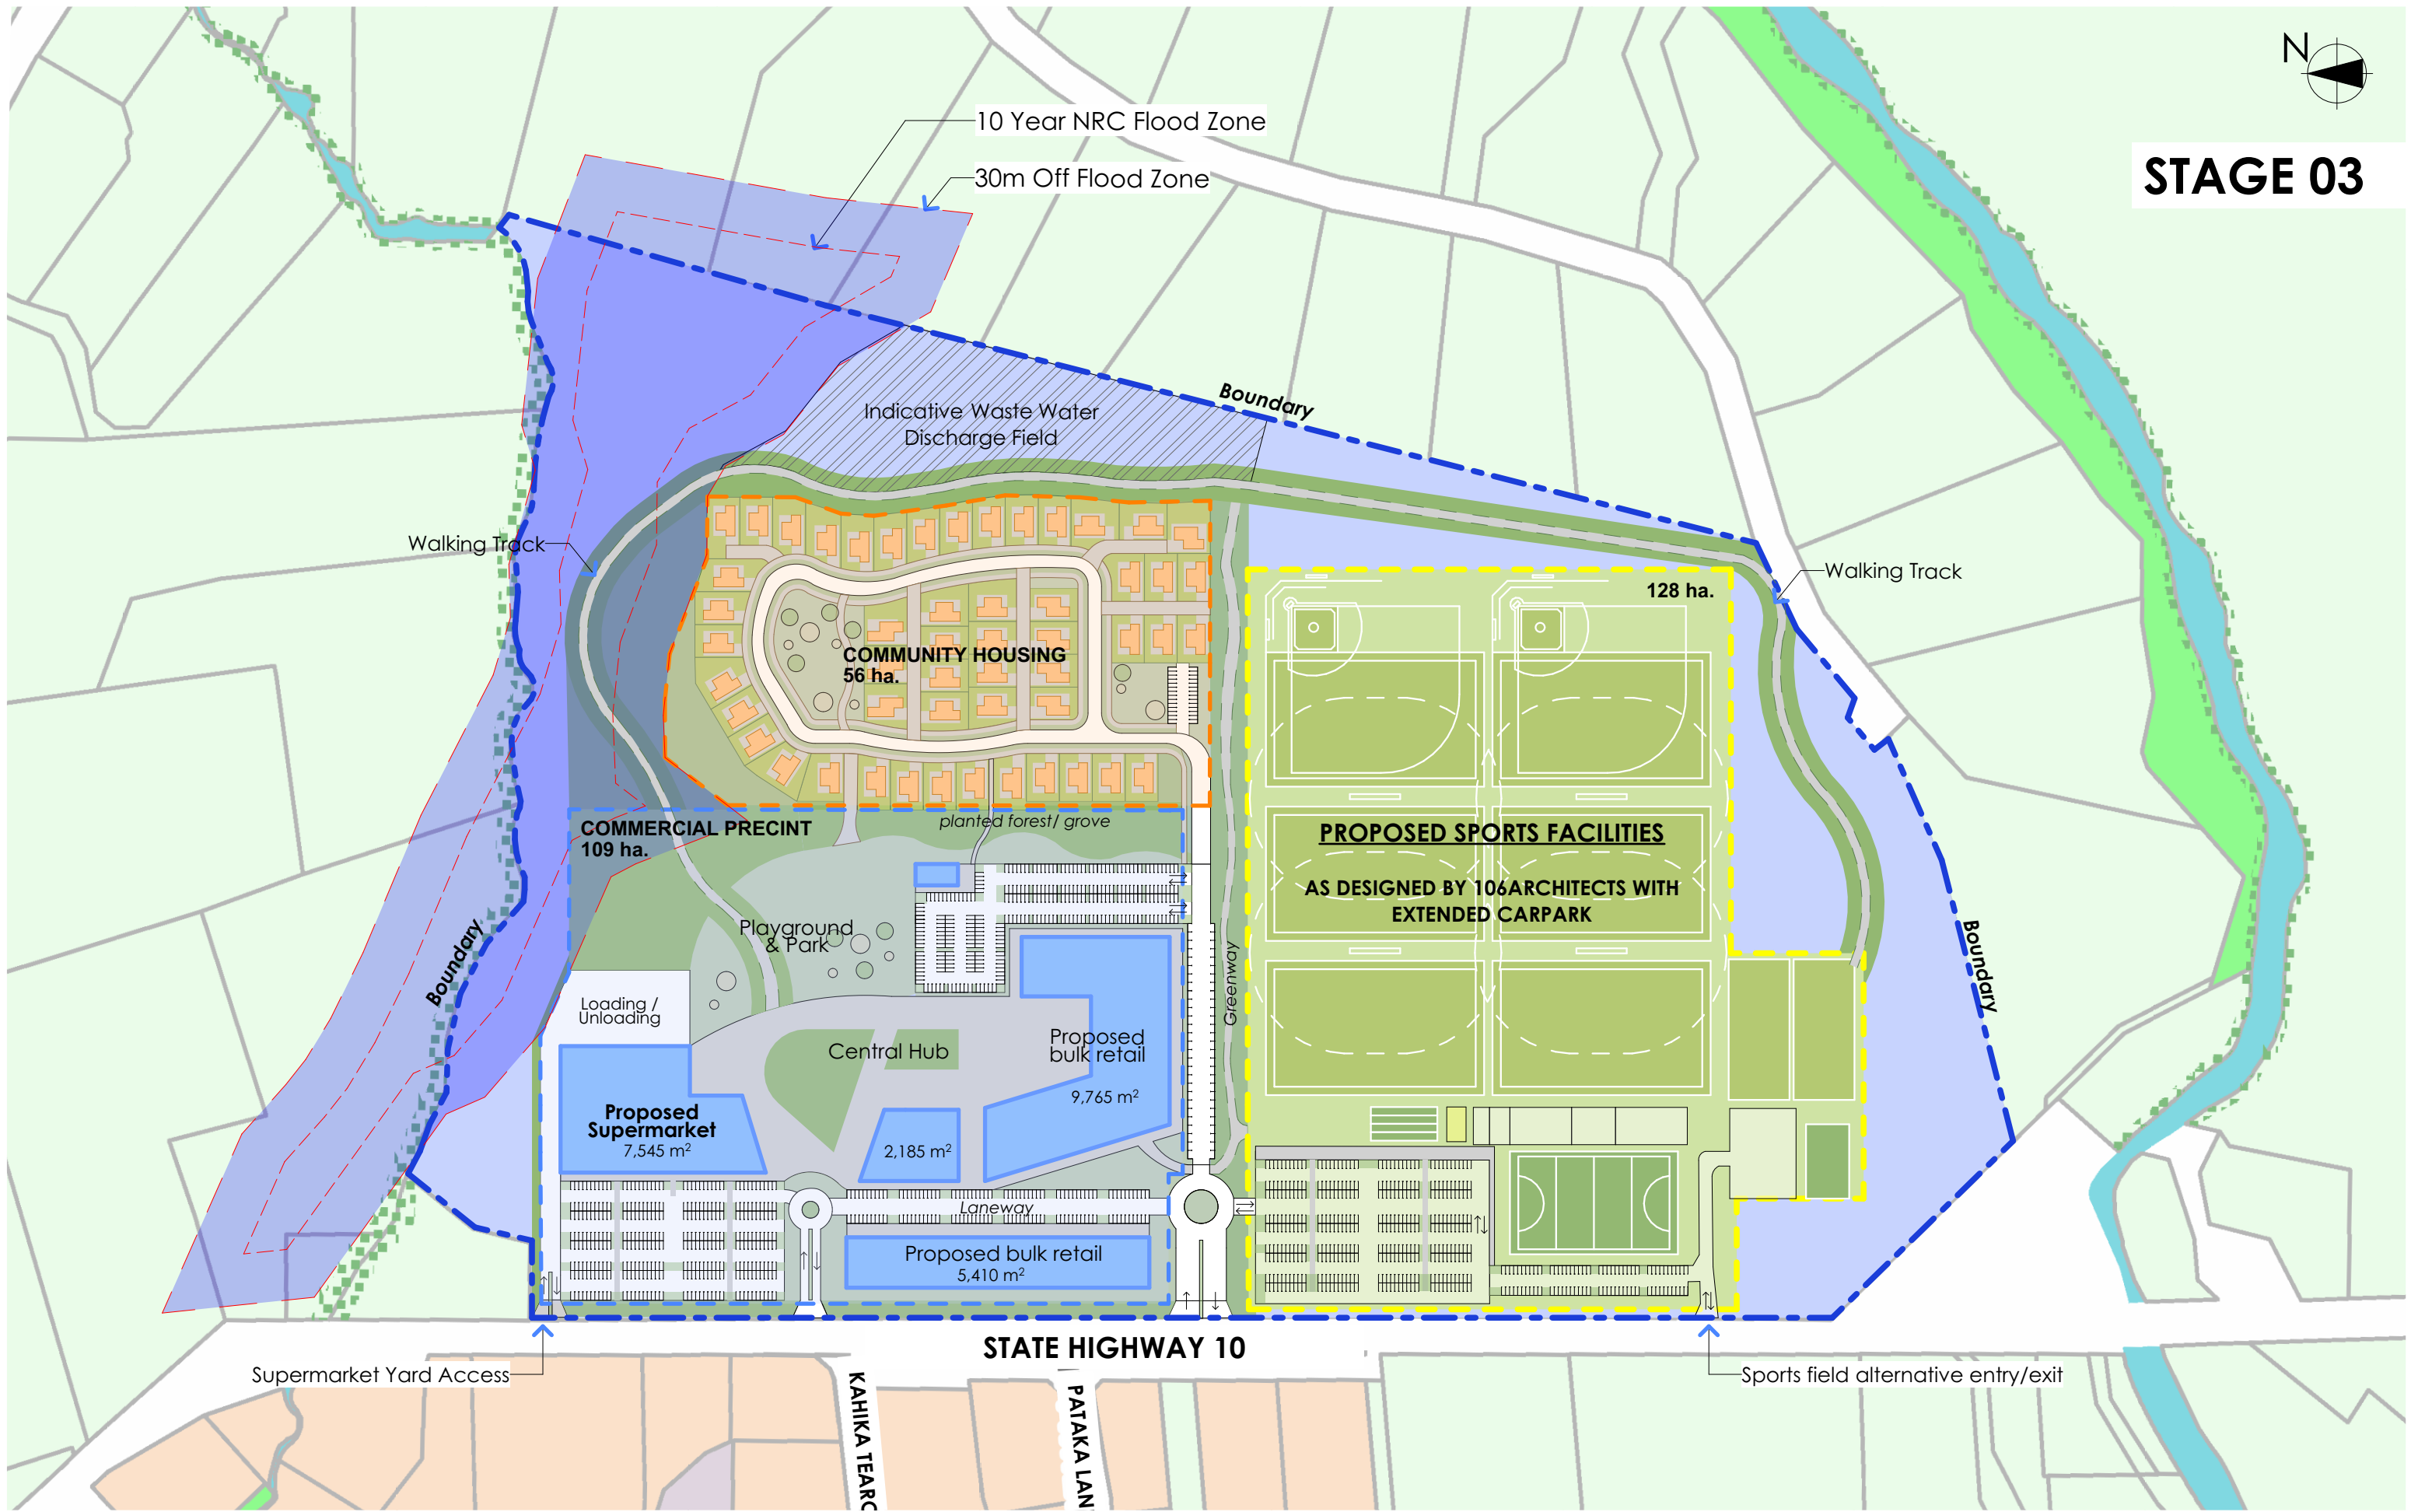 N
STAGE 03
10 Year NRC Flood Zone
30m Off Flood Zone
Boundary
Indicative Waste Water
Discharge Field
Walking Track
Walking Track
128 ha.
COMMUNITY HOUSING
56 ha.
COMMERCIAL PRECINT
109 ha.
planted forest/ grove
PROPOSED SPORTS FACILITIES
AS DESIGNED BY 106ARCHITECTS WITH
EXTENDED CARPARK
Playground
& Park
Boundary
Boundary
Greenway
Loading /
Unloading
Central Hub
Proposed
bulk retail
9,765 m²
Proposed
Supermarket
7,545 m²
2,185 m²
Laneway
Proposed bulk retail
5,410 m²
STATE HIGHWAY 10
Supermarket Yard Access
Sports field alternative entry/exit
KAHIKA TEARO
PATAKA LAN